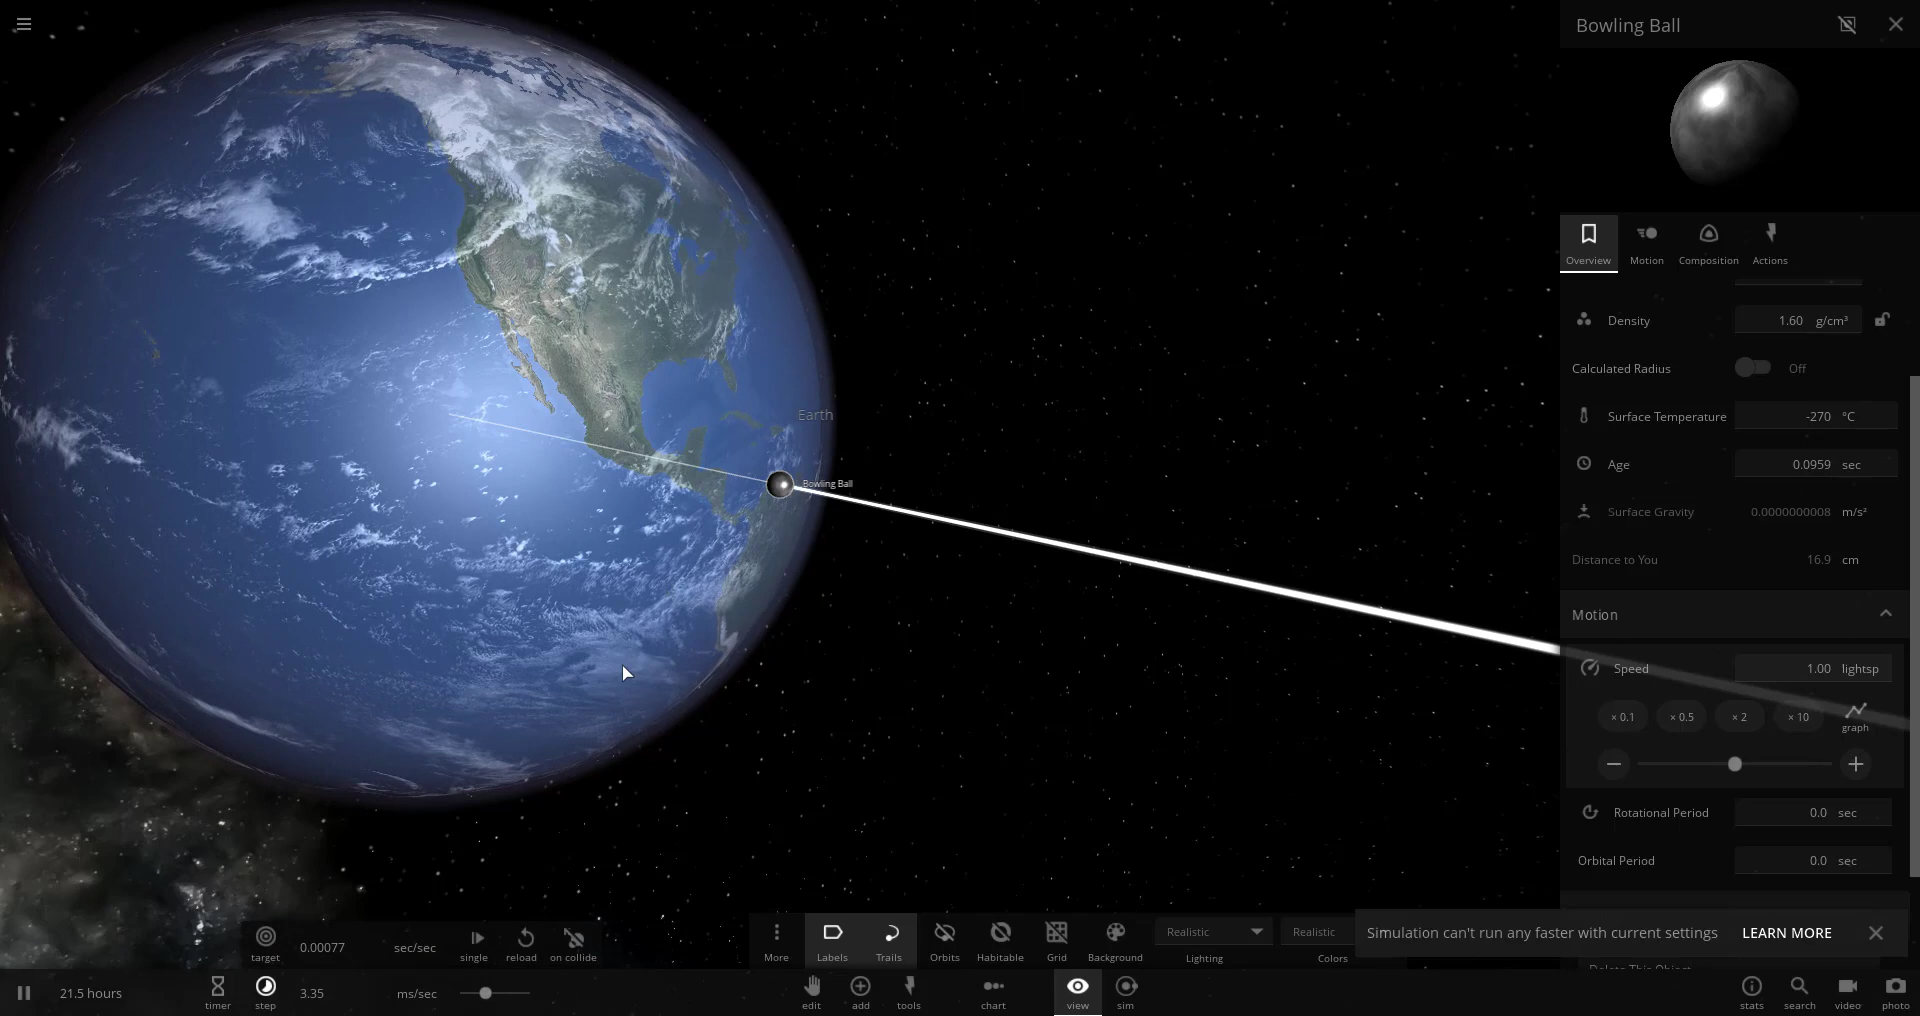 Bowling Ball
Overview
Motion
Composition
Actions
Density 1.60 g/cm³
Calculated Radius Off
Surface Temperature -270 °C
Age 0.0959 sec
Surface Gravity 0.0000000008 m/s²
Distance to You 16.9 cm
Motion
Speed 1.00 lightsp
× 0.1 × 0.5 × 2 × 10 graph
Rotational Period 0.0 sec
Orbital Period 0.0 sec
Earth
Bowling Ball
Simulation can't run any faster with current settings LEARN MORE
Delete This Object
target 0.00077 sec/sec single reload on collide
More Labels Trails Orbits Habitable Grid Background
Realistic
Lighting
Realistic
Colors
21.5 hours timer step 3.35 ms/sec
edit add tools chart view sim
stats search video photo